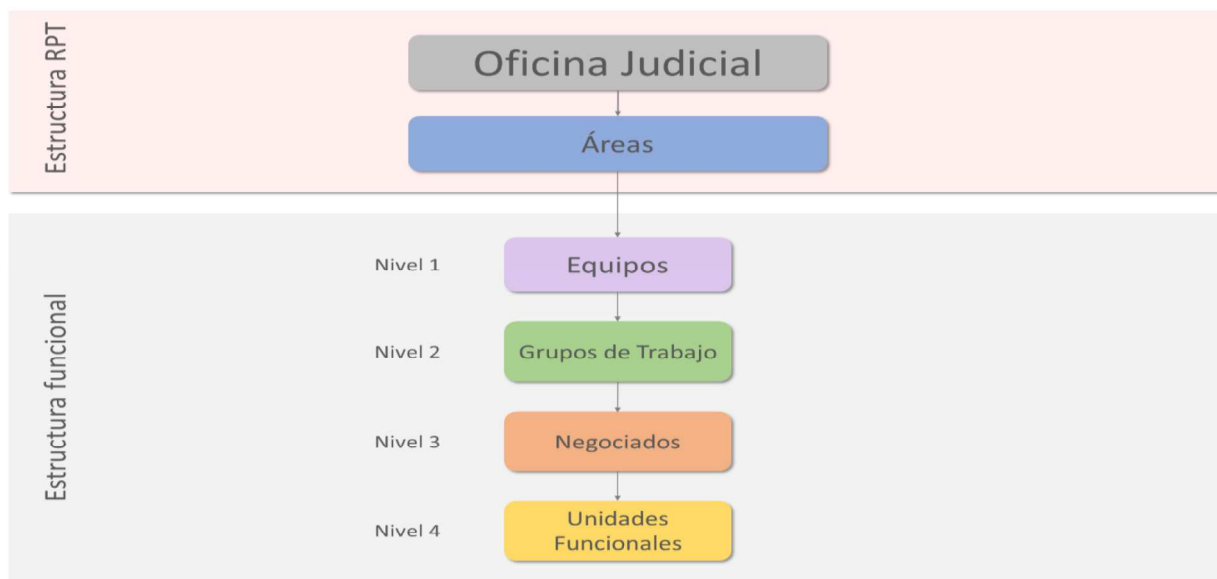 Estructura RPT
Oficina Judicial
Áreas
Estructura funcional
Nivel 1
Equipos
Nivel 2
Grupos de Trabajo
Nivel 3
Negociados
Nivel 4
Unidades
Funcionales